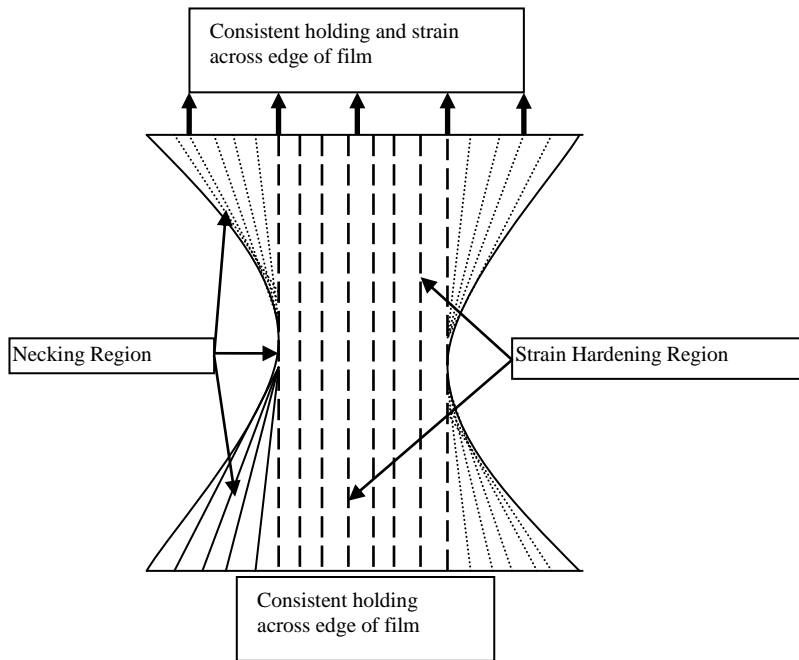 Consistent holding and strain
across edge of film
Necking Region
Strain Hardening Region
Consistent holding
across edge of film